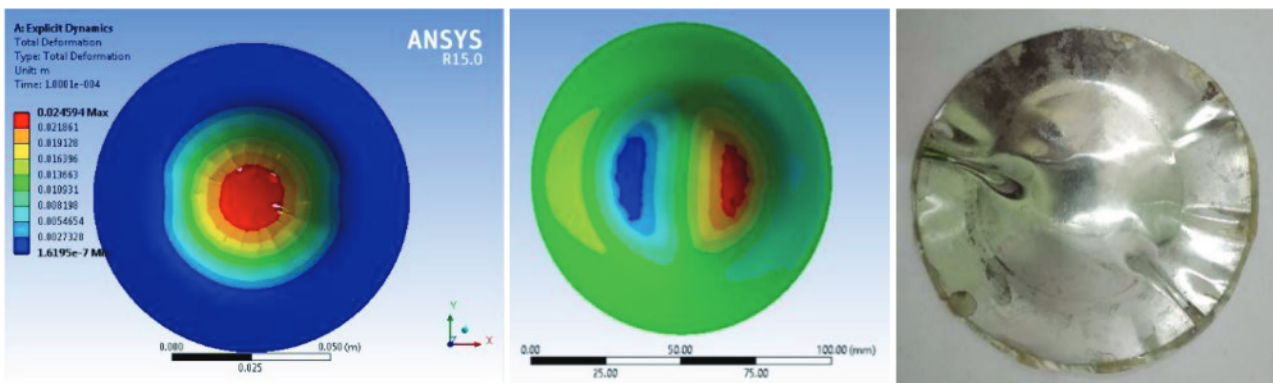 A: Explicit Dynamics
Total Deformation
Type: Total Deformation
Unit: m
Time: 1.0001e-004
0.024594 Max
0.021861
0.019128
0.016396
0.013663
0.010931
0.008198
0.0054654
0.0027328
1.6195e-7
ANSYS
R15.0
Y
Z
X
0.000
0.050 (m)
0.025
0.00
50.00
100.00 (mm)
25.00
75.00